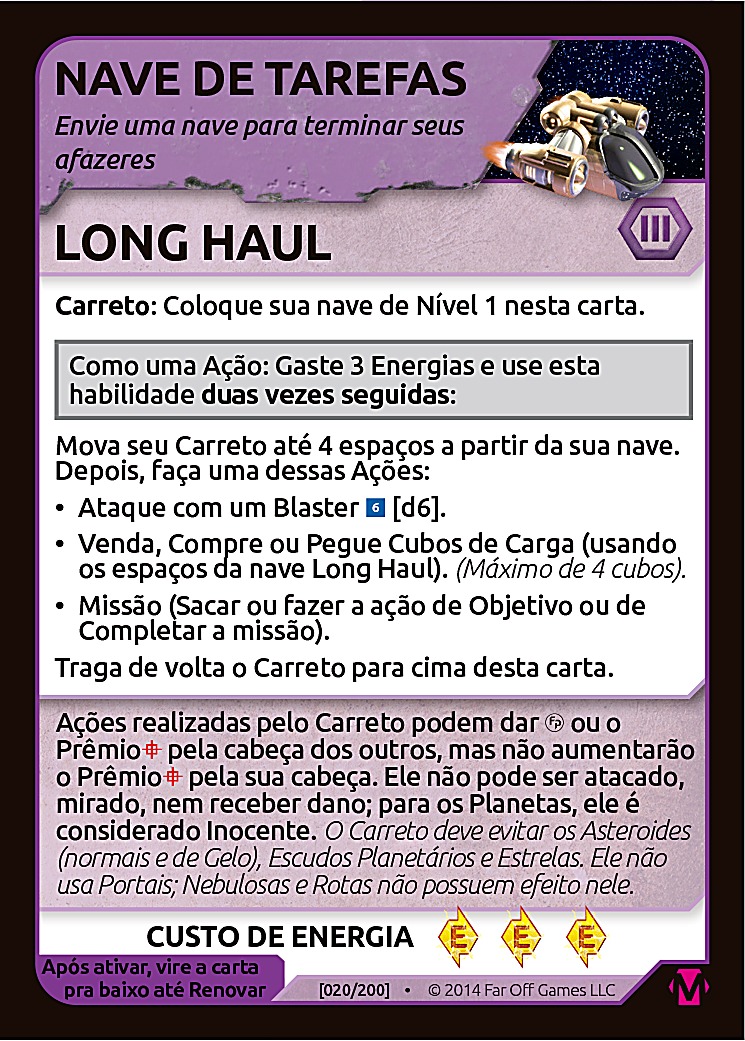 NAVE DE TAREFAS
Envie uma nave para terminar seus
afazeres
LONG HAUL
III
Carreto: Coloque sua nave de Nível 1 nesta carta.
Como uma Ação: Gaste 3 Energias e use esta
habilidade duas vezes seguidas:
Mova seu Carreto até 4 espaços a partir da sua nave.
Depois, faça uma dessas Ações:
• Ataque com um Blaster 6 [d6].
• Venda, Compre ou Pegue Cubos de Carga (usando
os espaços da nave Long Haul). (Máximo de 4 cubos).
• Missão (Sacar ou fazer a ação de Objetivo ou de
Completar a missão).
Traga de volta o Carreto para cima desta carta.
Ações realizadas pelo Carreto podem dar FP ou o
Prêmio pela cabeça dos outros, mas não aumentarão
o Prêmio pela sua cabeça. Ele não pode ser atacado,
mirado, nem receber dano; para os Planetas, ele é
considerado Inocente. O Carreto deve evitar os Asteroides
(normais e de Gelo), Escudos Planetários e Estrelas. Ele não
usa Portais; Nebulosas e Rotas não possuem efeito nele.
CUSTO DE ENERGIA E E E
Após ativar, vire a carta
pra baixo até Renovar
[020/200] • © 2014 Far Off Games LLC
M